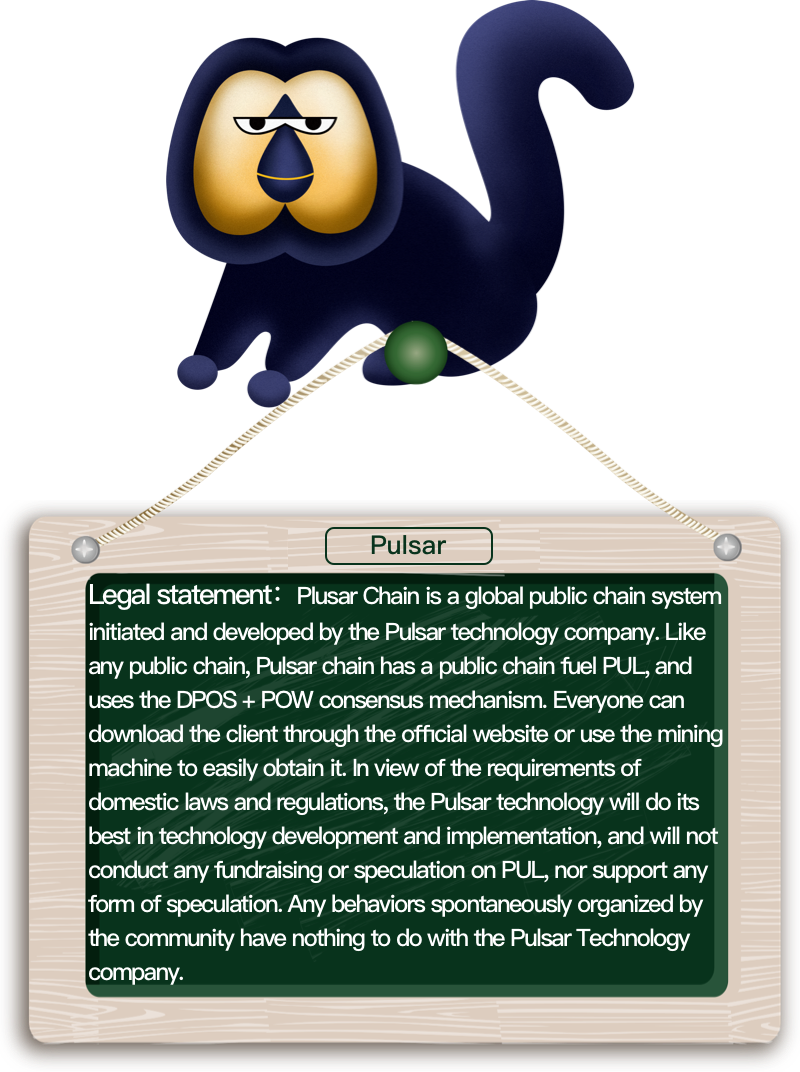 Pulsar
Legal statement： Plusar Chain is a global public chain system
initiated and developed by the Pulsar technology company. Like
any public chain, Pulsar chain has a public chain fuel PUL, and
uses the DPOS + POW consensus mechanism. Everyone can
download the client through the official website or use the mining
machine to easily obtain it. In view of the requirements of
domestic laws and regulations, the Pulsar technology will do its
best in technology development and implementation, and will not
conduct any fundraising or speculation on PUL, nor support any
form of speculation. Any behaviors spontaneously organized by
the community have nothing to do with the Pulsar Technology
company.